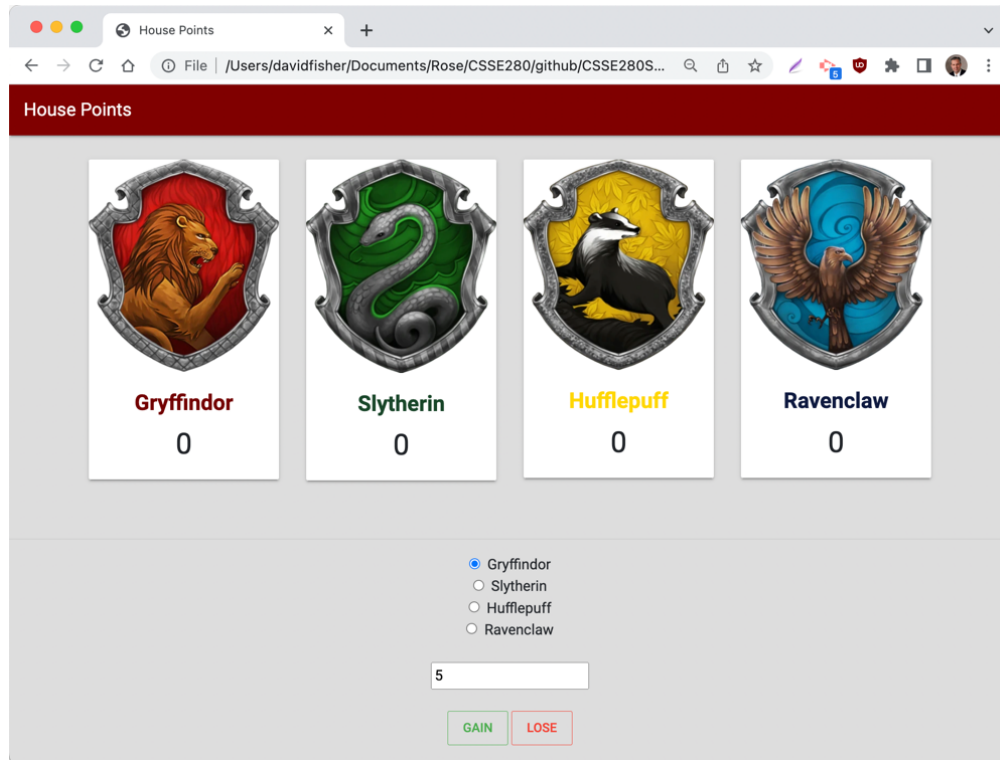 House Points
File /Users/davidfisher/Documents/Rose/CSSE280/github/CSSE280S...
5
House Points
Gryffindor
0
Slytherin
0
Hufflepuff
0
Ravenclaw
0
Gryffindor
Slytherin
Hufflepuff
Ravenclaw
5
GAIN LOSE